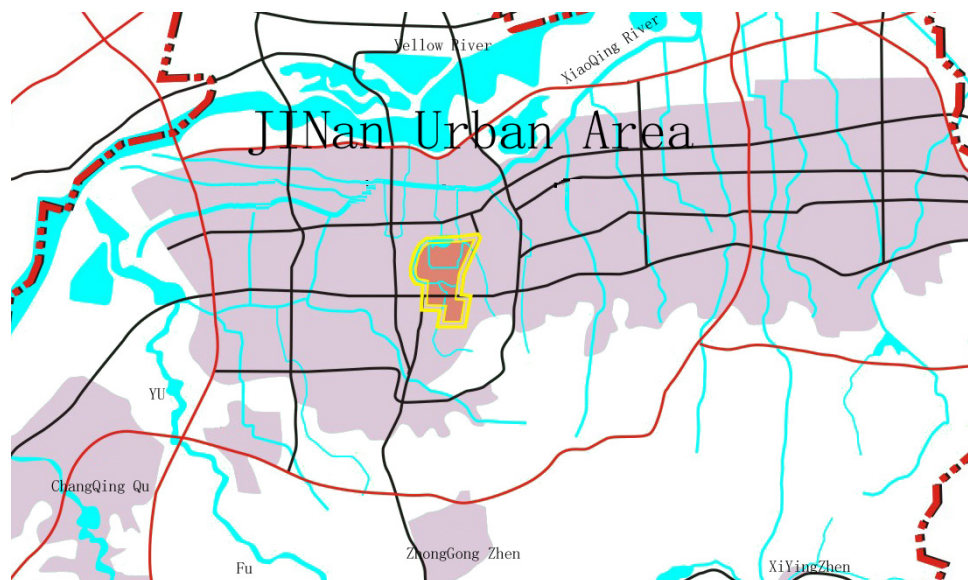 Yellow River
XiaoQing River
JINan Urban Area
YU
ChangQing Qu
ZhongGong Zhen
Fu
XiYingZhen